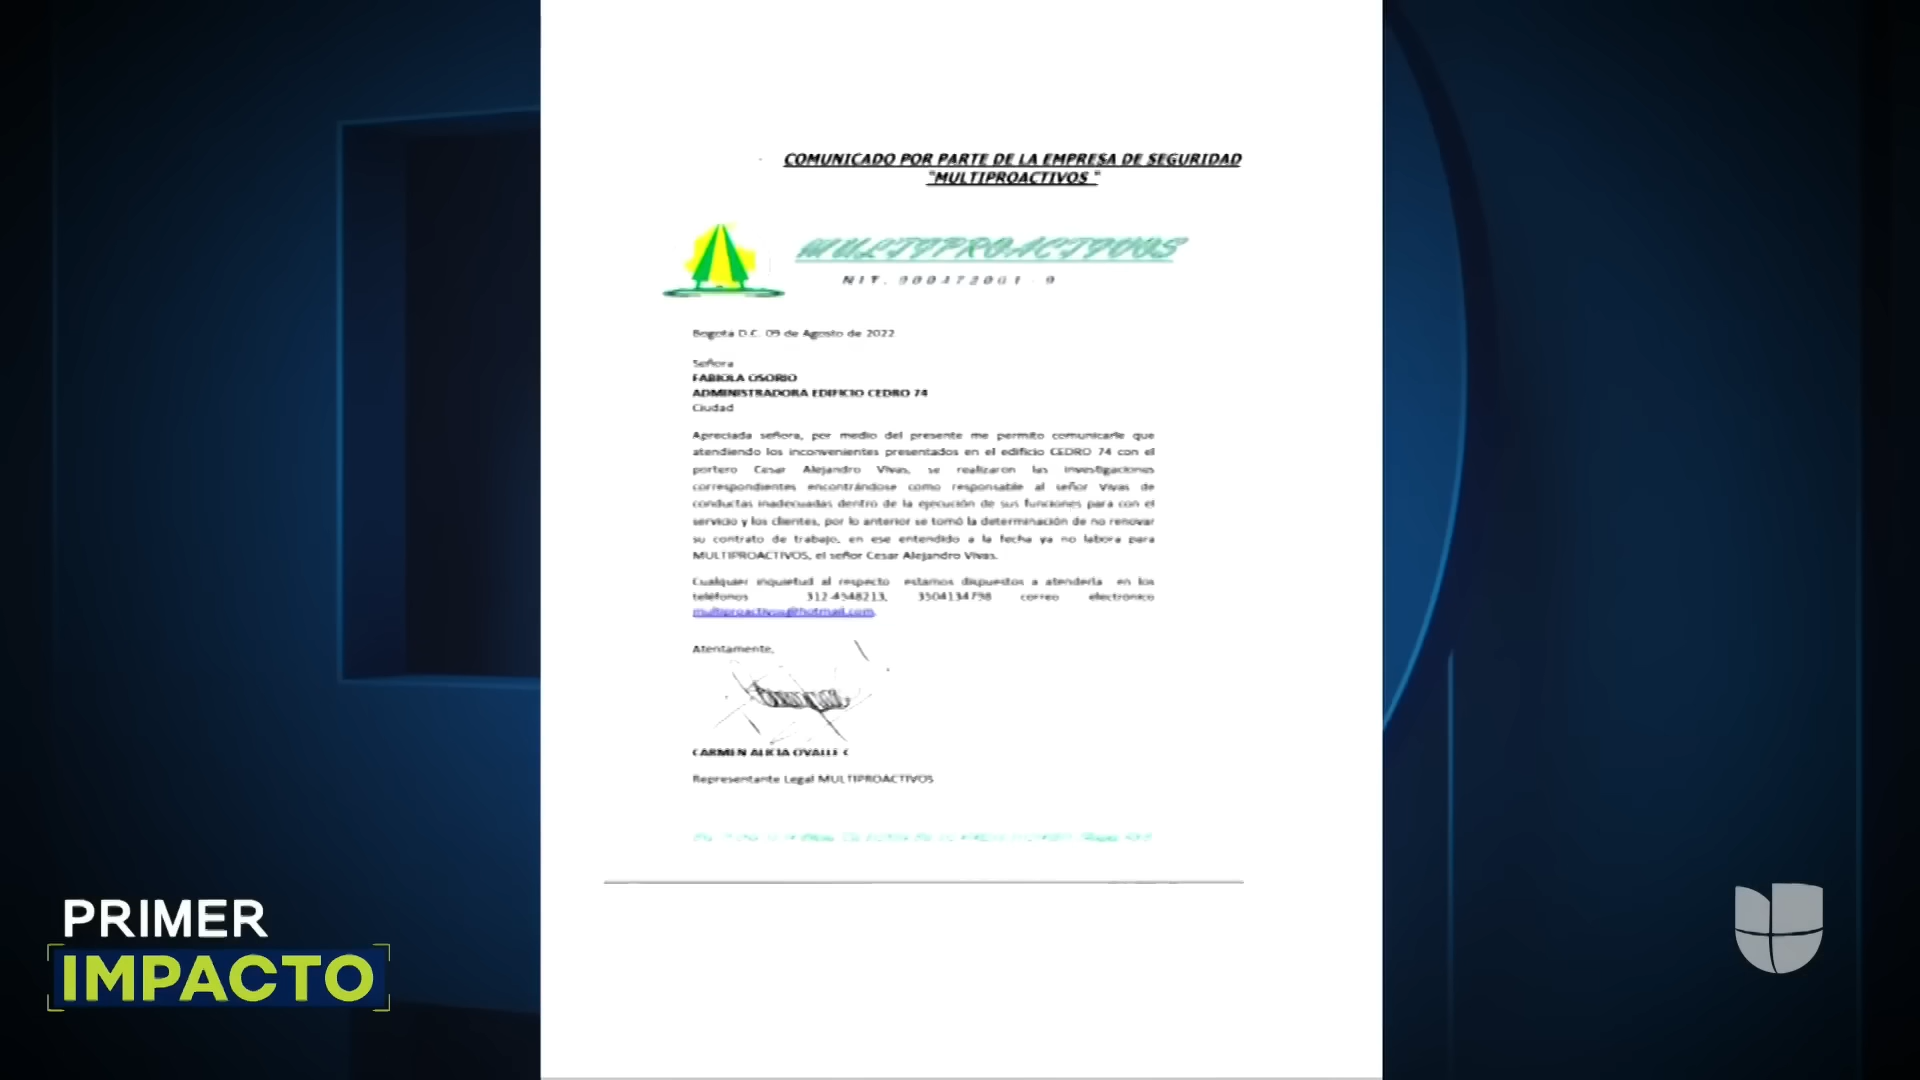 COMUNICADO POR PARTE DE LA EMPRESA DE SEGURIDAD
"MULTIPROACTIVOS "
MULTIPROACTIVOS
NIT.
Bogotá D.C. 09 de Agosto de 2022
Señora
FABIOLA OSORIO
ADMINISTRADORA EDIFICIO CEDRO 74
Ciudad
Apreciada señora, por medio del presente me permito comunicarle que
atendiendo los inconvenientes presentados en el edificio CEDRO 74 con el
portero Cesar Alejandro Vivas, se realizaron las investigaciones
correspondientes encontrándose como responsable al señor Vivas de
conductas inadecuadas dentro de la ejecución de sus funciones para con el
servicio y los clientes, por lo anterior se tomó la determinación de no renovar
su contrato de trabajo, en ese entendido a la fecha ya no labora para
MULTIPROACTIVOS, el señor Cesar Alejandro Vivas.
Cualquier inquietud al respecto estamos dispuestos a atenderla en los
teléfonos 312-4548213, 3504134798 correo electrónico
multiproactivos@hotmail.com.
Atentamente,
CARMEN ALICIA OVALLE C
Representante Legal MULTIPROACTIVOS
PRIMER
IMPACTO